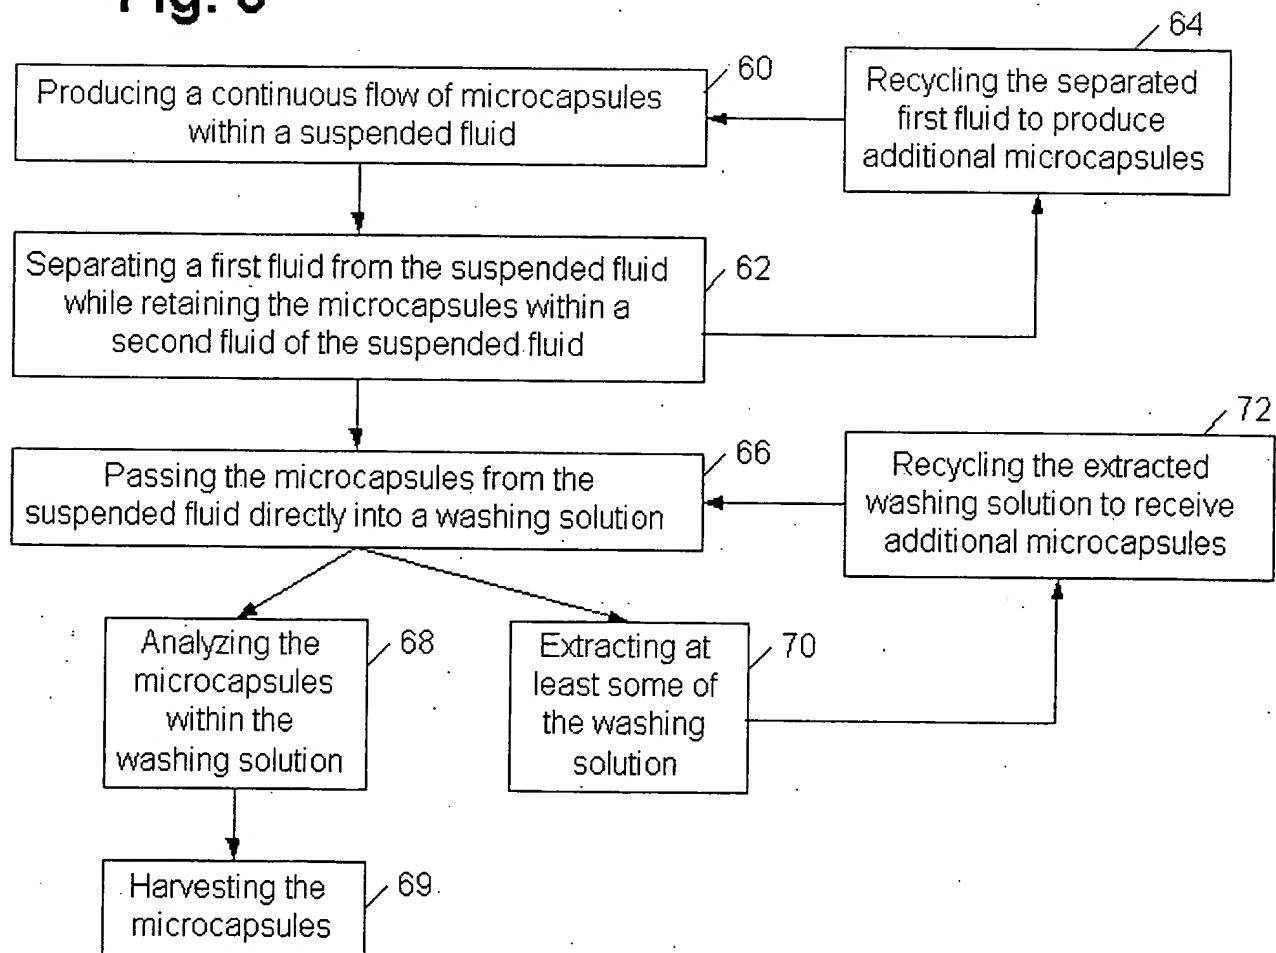 Producing a continuous flow of microcapsules
within a suspended fluid
60
64
Recycling the separated
first fluid to produce
additional microcapsules
Separating a first fluid from the suspended fluid
while retaining the microcapsules within a
second fluid of the suspended fluid
62
Passing the microcapsules from the
suspended fluid directly into a washing solution
66
72
Recycling the extracted
washing solution to receive
additional microcapsules
Analyzing the
microcapsules
within the
washing solution
68
Extracting at
least some of
the washing
solution
70
Harvesting the
microcapsules
69